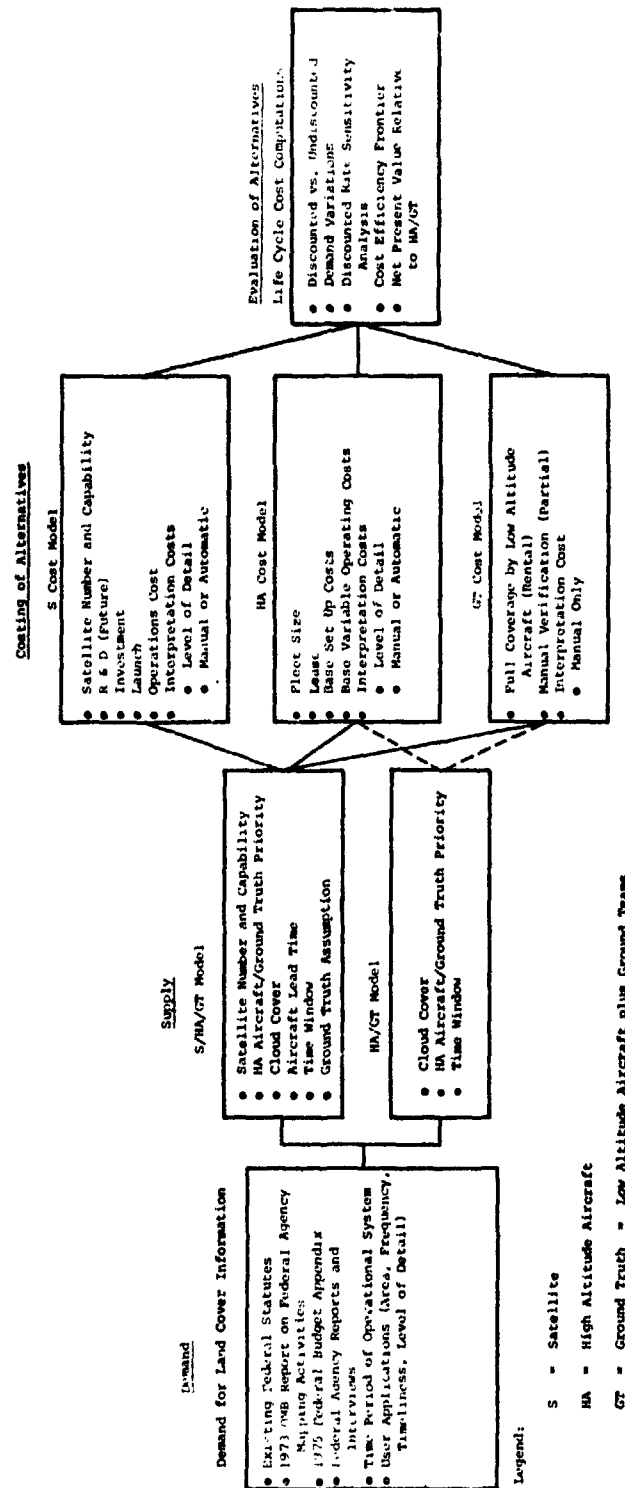 Demand
Demand for Land Cover Information
• Existing Federal Statutes
• 1973 OMB Report on Federal Agency
Mapping Activities
• 1975 Federal Budget Appendix
• Federal Agency Reports and
Interviews
• Time Period of Operational System
• User Applications (Area, Frequency,
Timeliness, Level of Detail)
Supply
S/HA/GT Model
• Satellite Number and Capability
• HA Aircraft/Ground Truth Priority
• Cloud Cover
• Aircraft Lead Time
• Time Window
• Ground Truth Assumption
HA/GT Model
• Cloud Cover
• HA Aircraft/Ground Truth Priority
• Time Window
Costing of Alternatives
S Cost Model
• Satellite Number and Capability
• R & D (Future)
• Investment
• Launch
• Operations Cost
• Interpretation Costs
• Level of Detail
• Manual or Automatic
HA Cost Model
• Fleet Size
• Lease
• Base Set Up Costs
• Base Variable Operating Costs
• Interpretation Costs
• Level of Detail
• Manual or Automatic
GT Cost Model
• Full Coverage by Low Altitude
Aircraft (Rental)
• Manual Verification (Partial)
• Interpretation Cost
• Manual Only
Evaluation of Alternatives
Life Cycle Cost Computations
• Discounted vs. Undiscounted
• Demand Variations
• Discounted Rate Sensitivity
Analysis
• Cost Efficiency Frontier
• Net Present Value Relative
to HA/GT
Legend:
S = Satellite
HA = High Altitude Aircraft
GT = Ground Truth = Low Altitude Aircraft plus Ground Teams